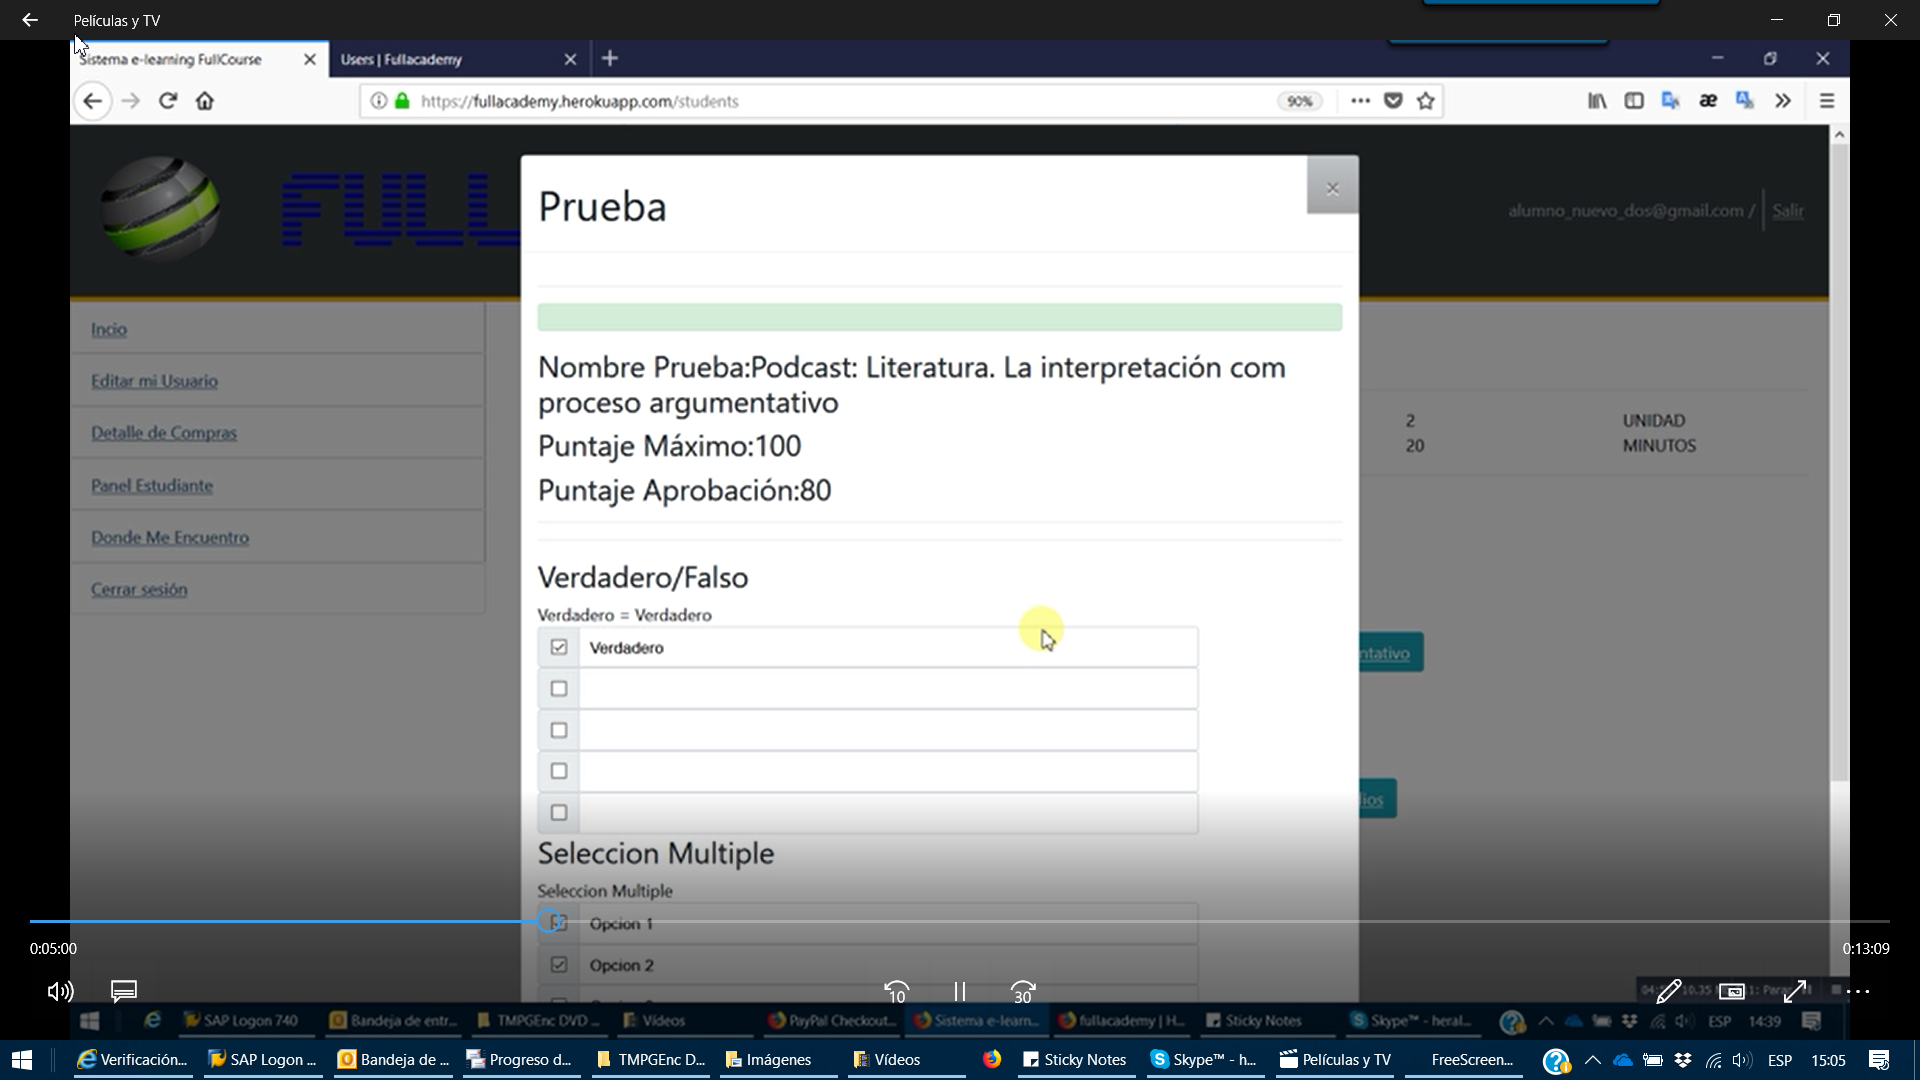 Películas y TV
Sistema e-learning FullCourse
Users | Fullacademy
https://fullacademy.herokuapp.com/students
90%
FULL
Prueba
alumno_nuevo_dos@gmail.com /
Salir
Incio
Editar mi Usuario
Detalle de Compras
Panel Estudiante
Donde Me Encuentro
Cerrar sesión
Nombre Prueba:Podcast: Literatura. La interpretación com
proceso argumentativo
Puntaje Máximo:100
Puntaje Aprobación:80
2 UNIDAD
20 MINUTOS
Verdadero/Falso
Verdadero = Verdadero
Verdadero
ntativo
lios
Seleccion Multiple
Seleccion Multiple
Opcion 1
Opcion 2
0:05:00
0:13:09
10
30
SAP Logon 740
Bandeja de entr...
TMPGEnc DVD ...
Vídeos
PayPal Checkout...
Sistema e-learn...
fullacademy | H...
Sticky Notes
Skype™ - heral...
ESP
14:39
Verificación...
SAP Logon ...
Bandeja de ...
Progreso d...
TMPGEnc D...
Imágenes
Vídeos
Sticky Notes
Skype™ - h...
Películas y TV
FreeScreen...
ESP
15:05